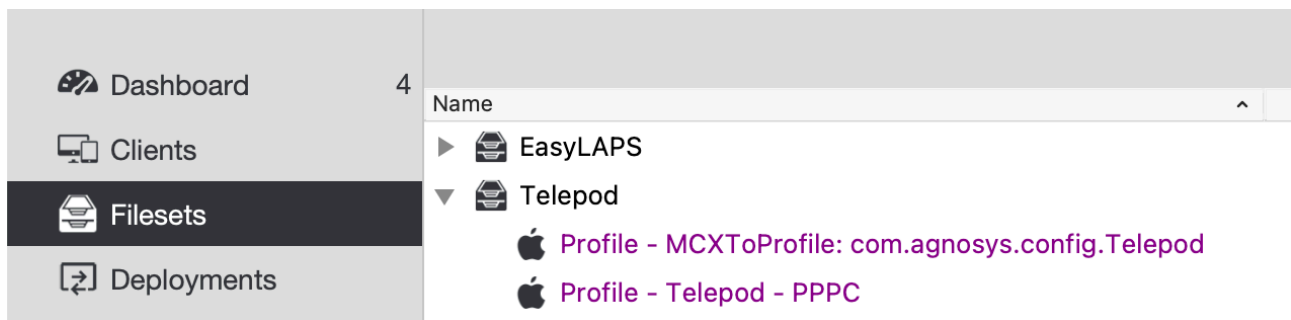 Dashboard 4
Clients
Filesets
Deployments
Name
EasyLAPS
Telepod
Profile - MCXToProfile: com.agnosys.config.Telepod
Profile - Telepod - PPPC